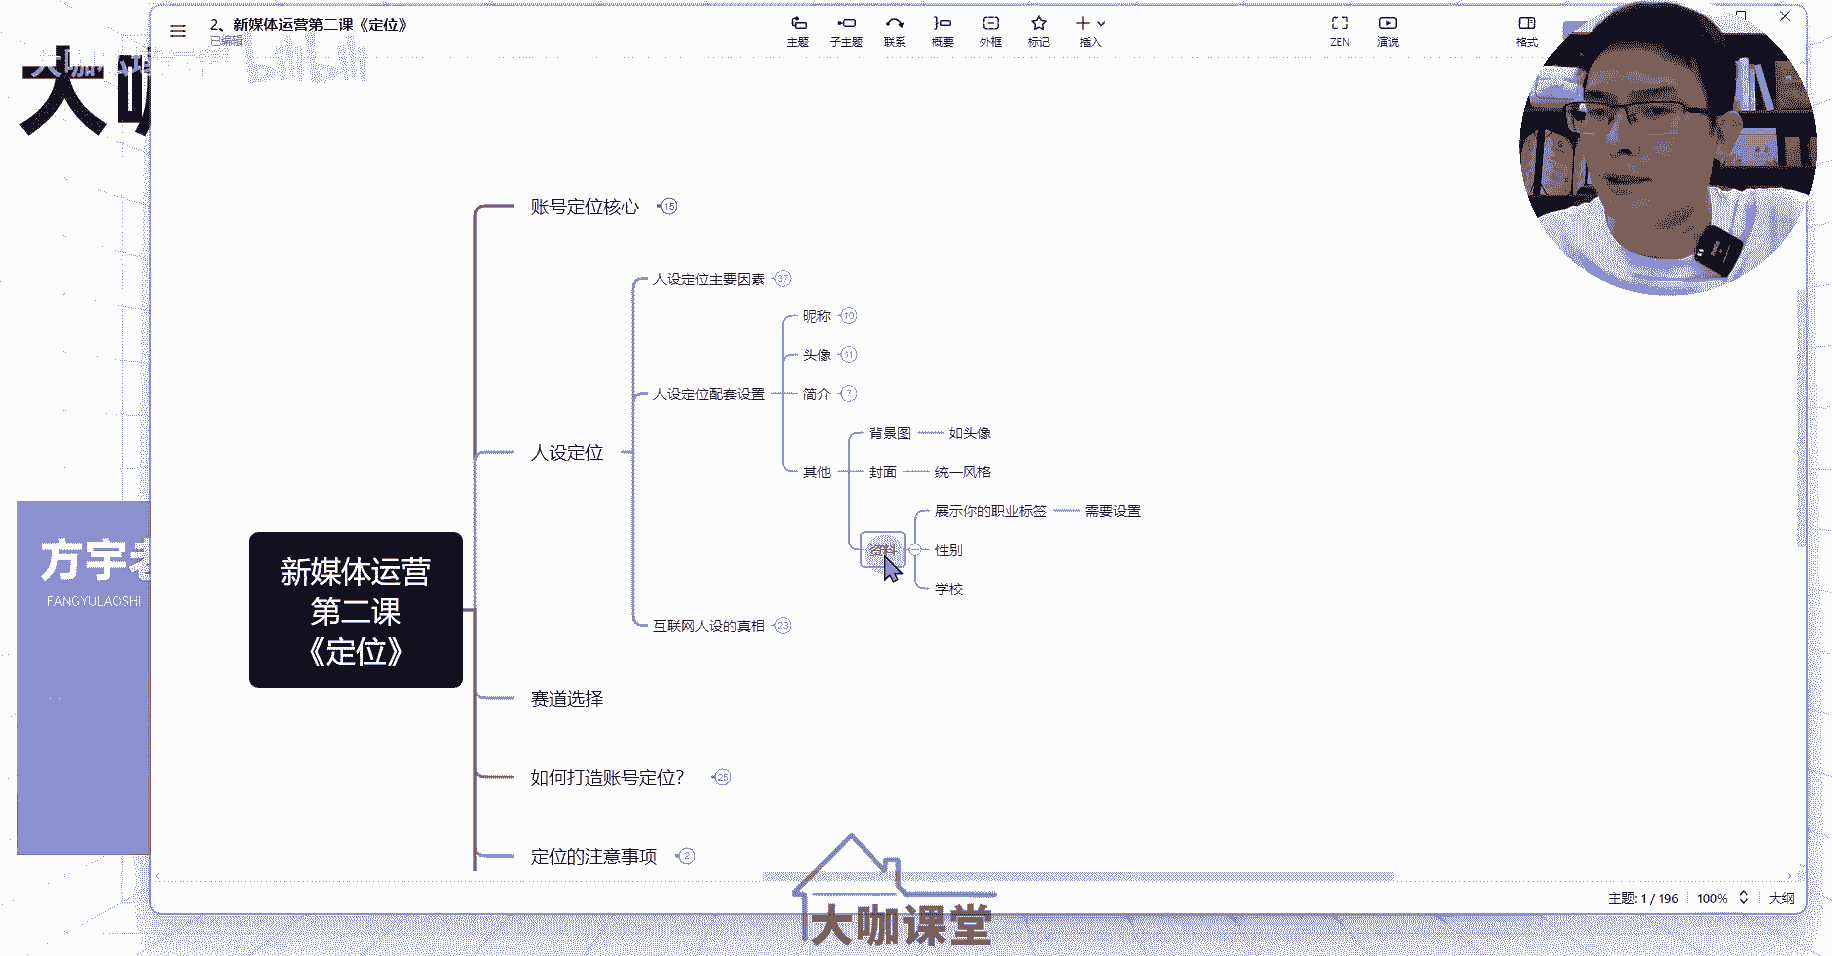 2、新媒体运营第二课《定位》
已编辑
主题
子主题
联系
概要
外框
标记
插入
ZEN
演说
格式
bilibili
大咖
账号定位核心 15
人设定位主要因素 37
昵称 10
头像 11
人设定位配套设置
简介 7
背景图
如头像
人设定位
其他
封面
统一风格
展示你的职业标签
需要设置
资料
性别
学校
互联网人设的真相 23
新媒体运营
第二课
《定位》
方宇老
FANGYULAOSHI
赛道选择
如何打造账号定位? 25
定位的注意事项 2
主题: 1 / 196
100%
大纲
大咖课堂